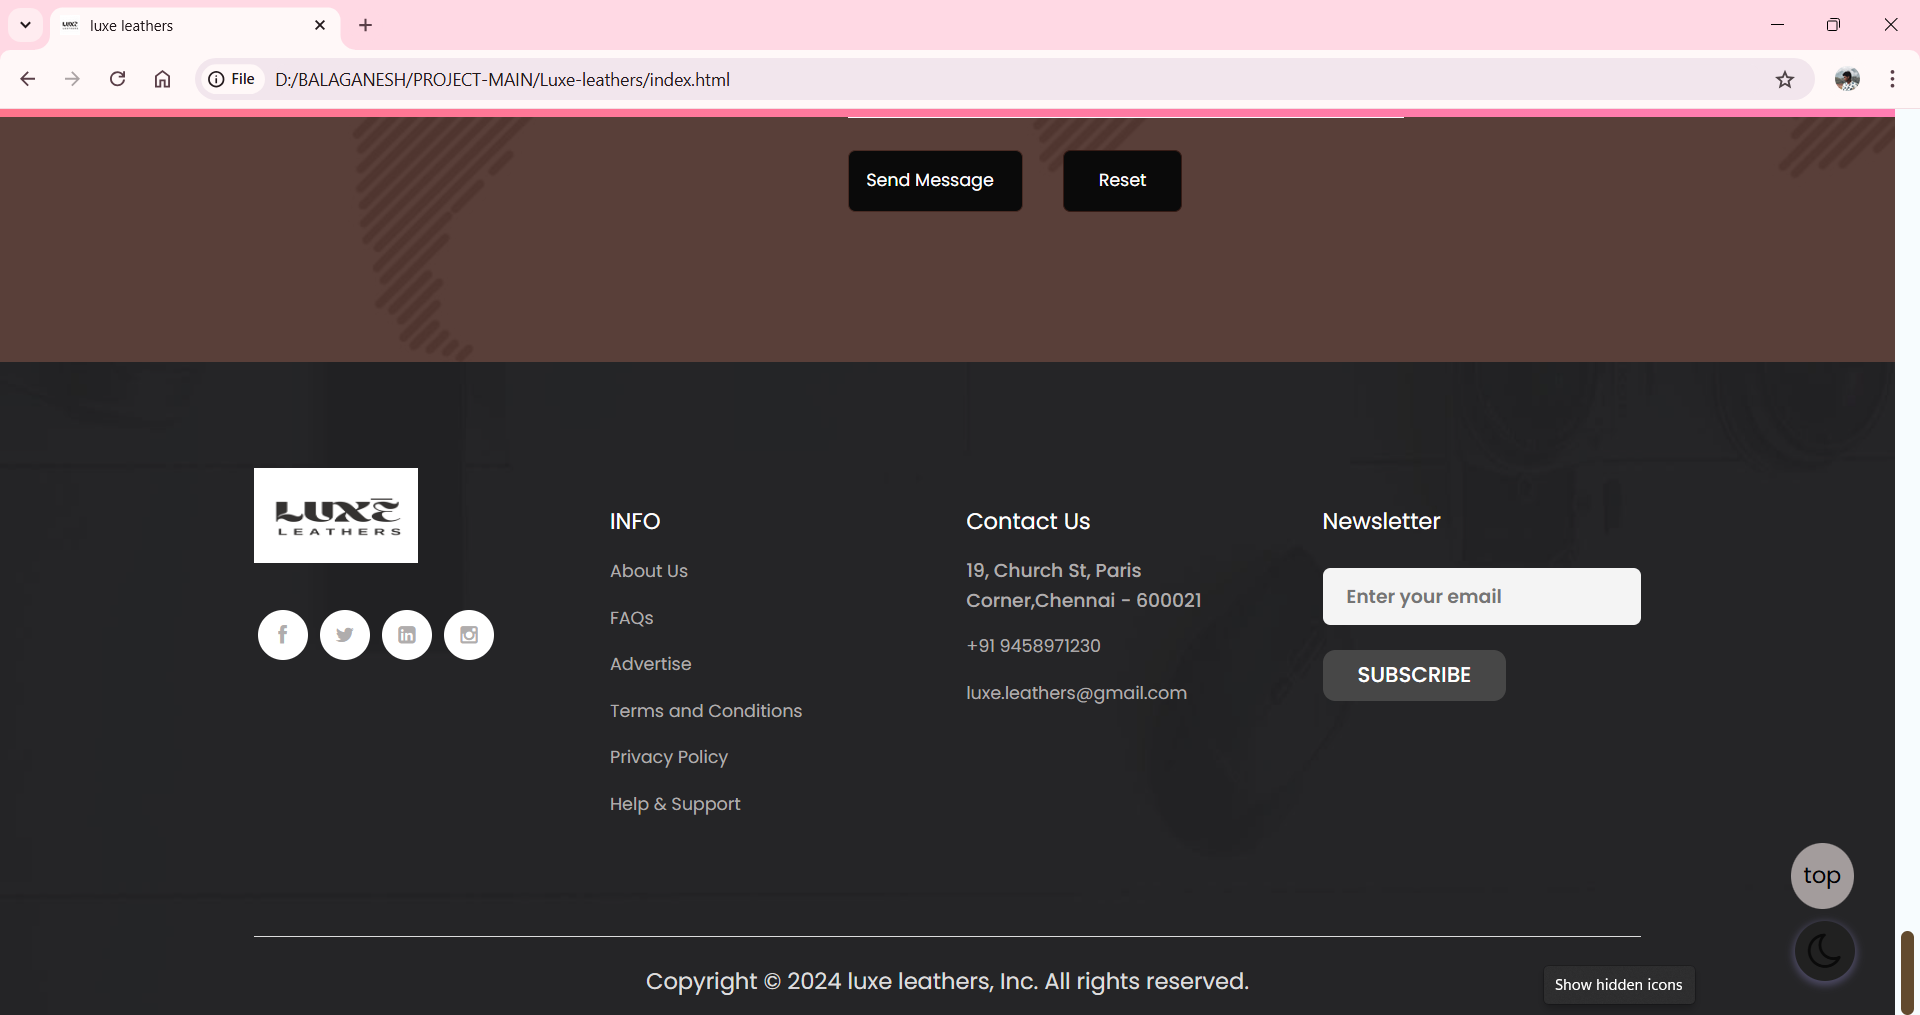 luxe leathers
File
D:/BALAGANESH/PROJECT-MAIN/Luxe-leathers/index.html
Send Message
Reset
LUXE
LEATHERS
INFO
About Us
FAQs
Advertise
Terms and Conditions
Privacy Policy
Help & Support
Contact Us
19, Church St, Paris
Corner,Chennai - 600021
+91 9458971230
luxe.leathers@gmail.com
Newsletter
Enter your email
SUBSCRIBE
top
Copyright © 2024 luxe leathers, Inc. All rights reserved.
Show hidden icons